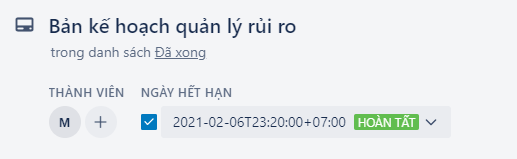 Bản kế hoạch quản lý rủi ro
trong danh sách Đã xong
THÀNH VIÊN NGÀY HẾT HẠN
M + 2021-02-06T23:20:00+07:00 HOÀN TẤT